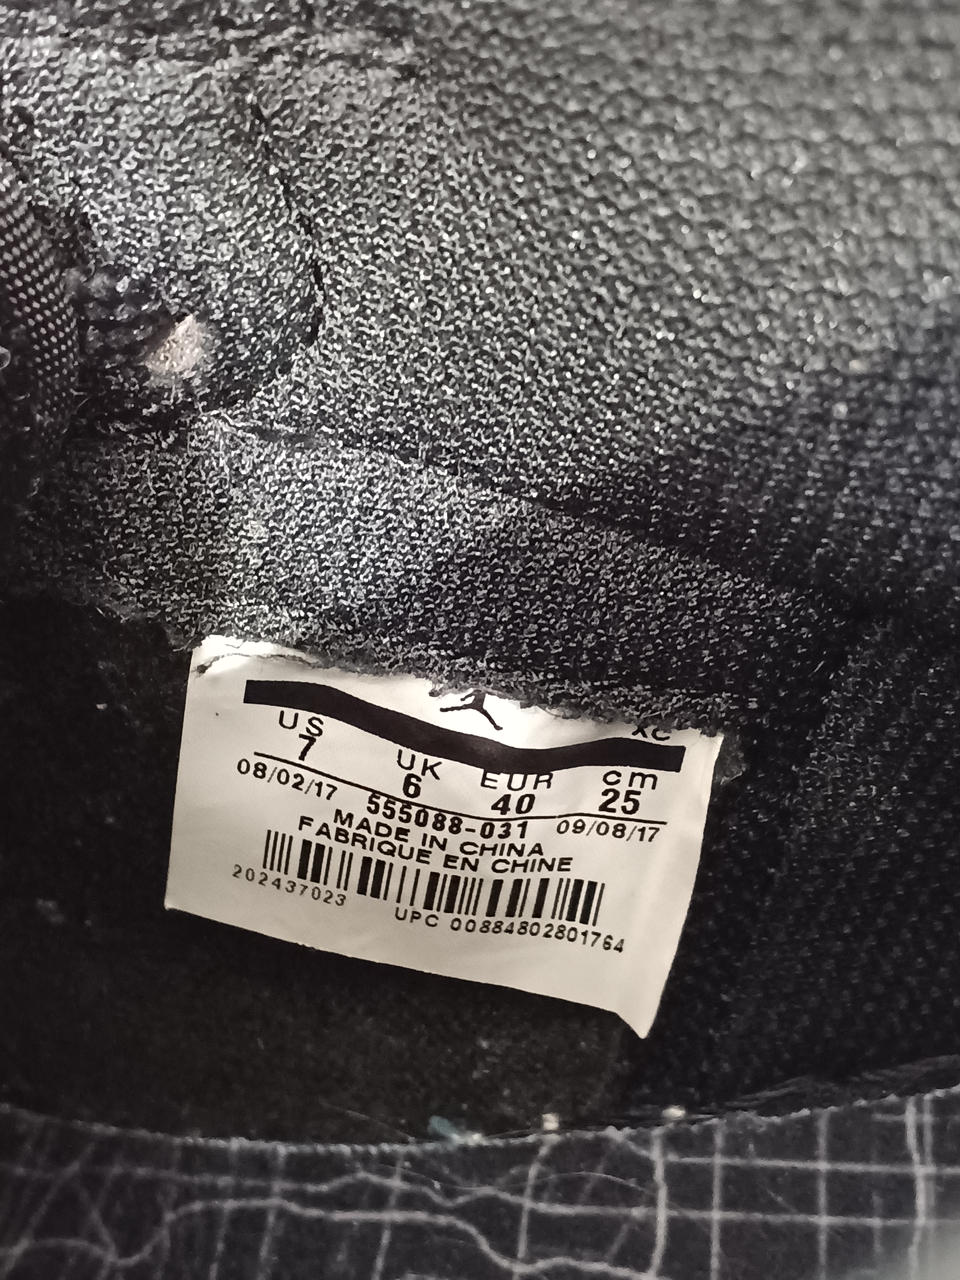 XC
US UK EUR cm
7 6 40 25
08/02/17 555088-031 09/08/17
MADE IN CHINA
FABRIQUE EN CHINE
202437023 UPC 00884802801764